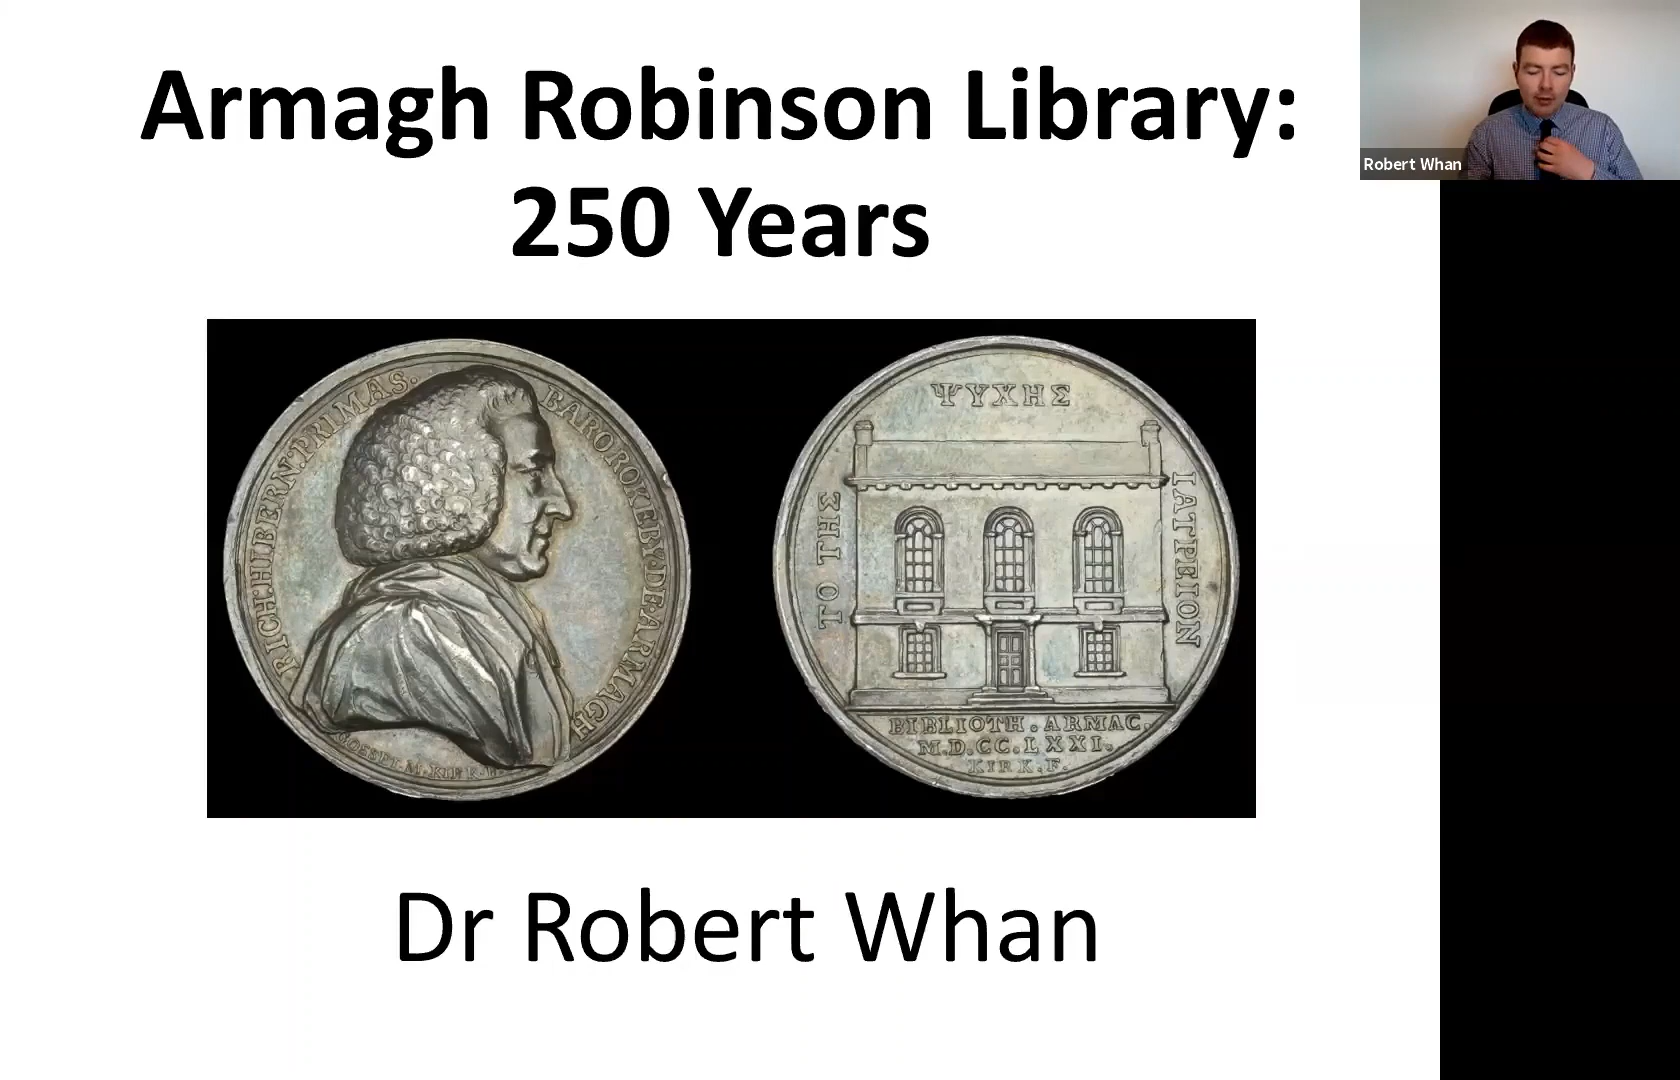 Armagh Robinson Library:
250 Years
Robert Whan
RICH.HIBERN.PRIMAS.
BARO ROKEBY.DE.ARMAGH
ΨΥΧΗΣ
ΤΟ ΤΗΣ
ΙΑΤΡΕΙΟΝ
BIBLIOTH. ARMAC.
M.D.CC.LXXI.
KIRK.F.
Dr Robert Whan